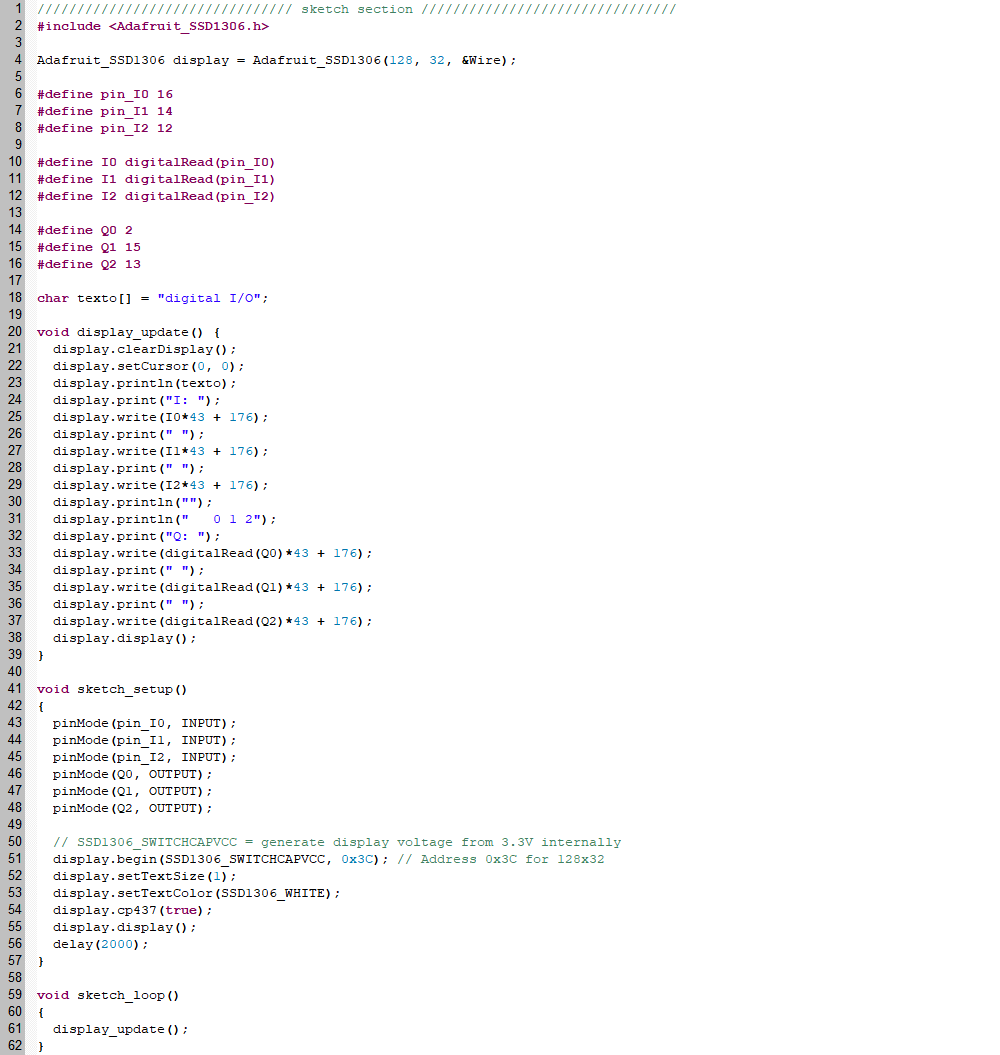 1 //////////////////////////////// sketch section ////////////////////////////////
2 #include <Adafruit_SSD1306.h>
3
4 Adafruit_SSD1306 display = Adafruit_SSD1306(128, 32, &Wire);
5
6 #define pin_I0 16
7 #define pin_I1 14
8 #define pin_I2 12
9
10 #define I0 digitalRead(pin_I0)
11 #define I1 digitalRead(pin_I1)
12 #define I2 digitalRead(pin_I2)
13
14 #define Q0 2
15 #define Q1 15
16 #define Q2 13
17
18 char texto[] = "digital I/O";
19
20 void display_update() {
21   display.clearDisplay();
22   display.setCursor(0, 0);
23   display.println(texto);
24   display.print("I: ");
25   display.write(I0*43 + 176);
26   display.print(" ");
27   display.write(I1*43 + 176);
28   display.print(" ");
29   display.write(I2*43 + 176);
30   display.println("");
31   display.println("   0 1 2");
32   display.print("Q: ");
33   display.write(digitalRead(Q0)*43 + 176);
34   display.print(" ");
35   display.write(digitalRead(Q1)*43 + 176);
36   display.print(" ");
37   display.write(digitalRead(Q2)*43 + 176);
38   display.display();
39 }
40
41 void sketch_setup()
42 {
43   pinMode(pin_I0, INPUT);
44   pinMode(pin_I1, INPUT);
45   pinMode(pin_I2, INPUT);
46   pinMode(Q0, OUTPUT);
47   pinMode(Q1, OUTPUT);
48   pinMode(Q2, OUTPUT);
49
50   // SSD1306_SWITCHCAPVCC = generate display voltage from 3.3V internally
51   display.begin(SSD1306_SWITCHCAPVCC, 0x3C); // Address 0x3C for 128x32
52   display.setTextSize(1);
53   display.setTextColor(SSD1306_WHITE);
54   display.cp437(true);
55   display.display();
56   delay(2000);
57 }
58
59 void sketch_loop()
60 {
61   display_update();
62 }